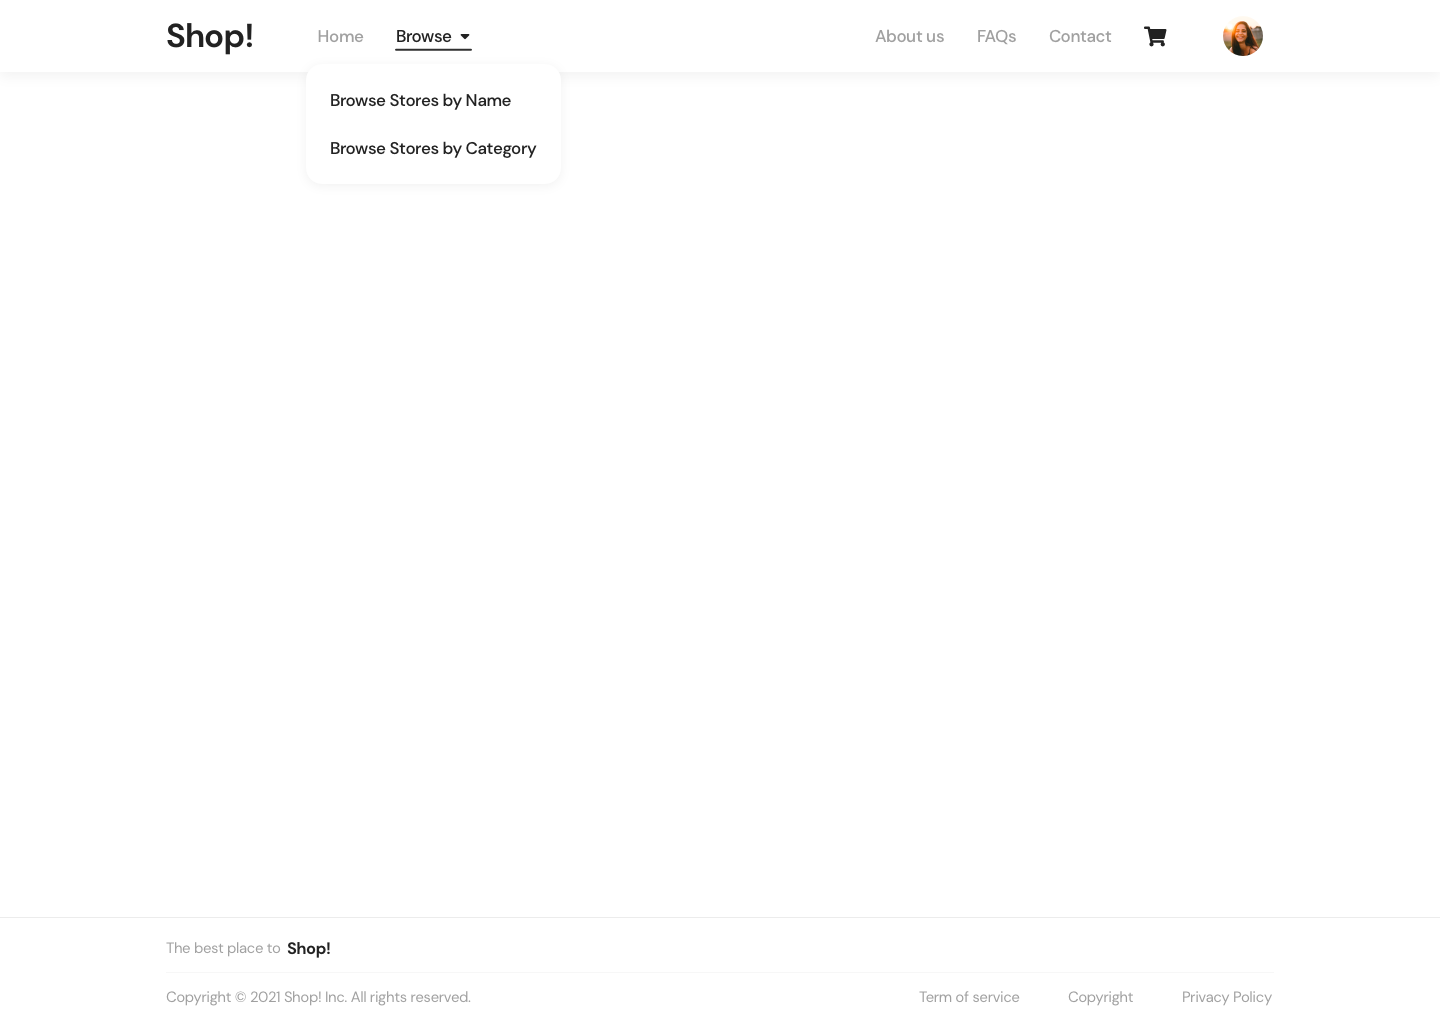 Shop!
Home
Browse
About us
FAQs
Contact
Browse Stores by Name
Browse Stores by Category
The best place to Shop!
Copyright © 2021 Shop! Inc. All rights reserved.
Term of service
Copyright
Privacy Policy